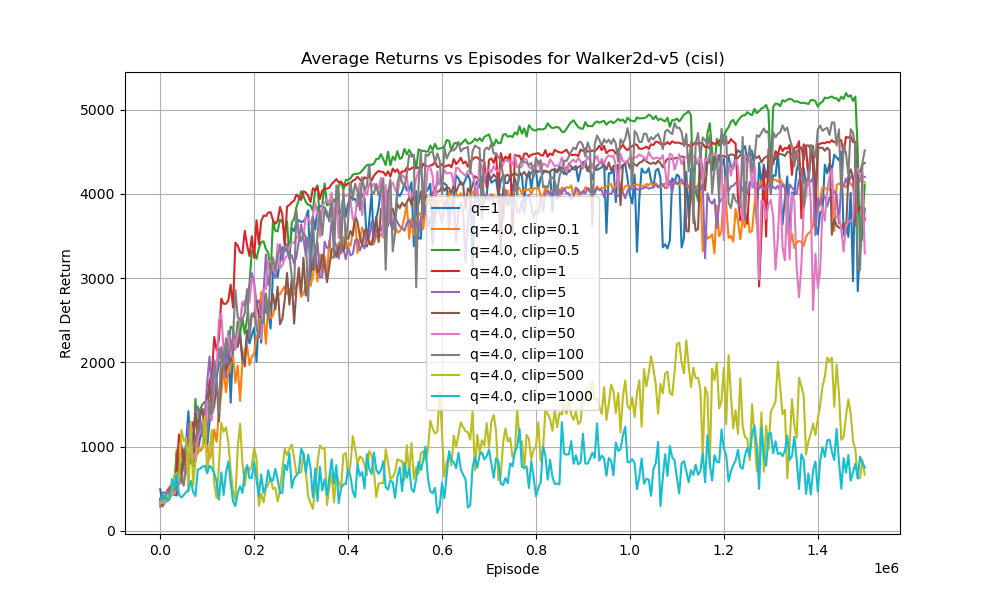 Average Returns vs Episodes for Walker2d-v5 (cisl)
Real Det Return
5000
4000
3000
2000
1000
0
q=1
q=4.0, clip=0.1
q=4.0, clip=0.5
q=4.0, clip=1
q=4.0, clip=5
q=4.0, clip=10
q=4.0, clip=50
q=4.0, clip=100
q=4.0, clip=500
q=4.0, clip=1000
0.0 0.2 0.4 0.6 0.8 1.0 1.2 1.4
1e6
Episode